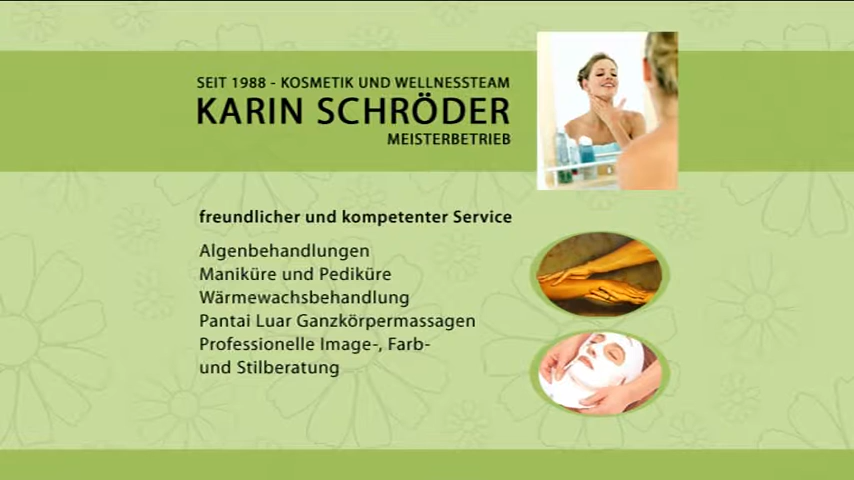 SEIT 1988 - KOSMETIK UND WELLNESSTEAM
KARIN SCHRÖDER
MEISTERBETRIEB
freundlicher und kompetenter Service
Algenbehandlungen
Maniküre und Pediküre
Wärmewachsbehandlung
Pantai Luar Ganzkörpermassagen
Professionelle Image-, Farb-
und Stilberatung